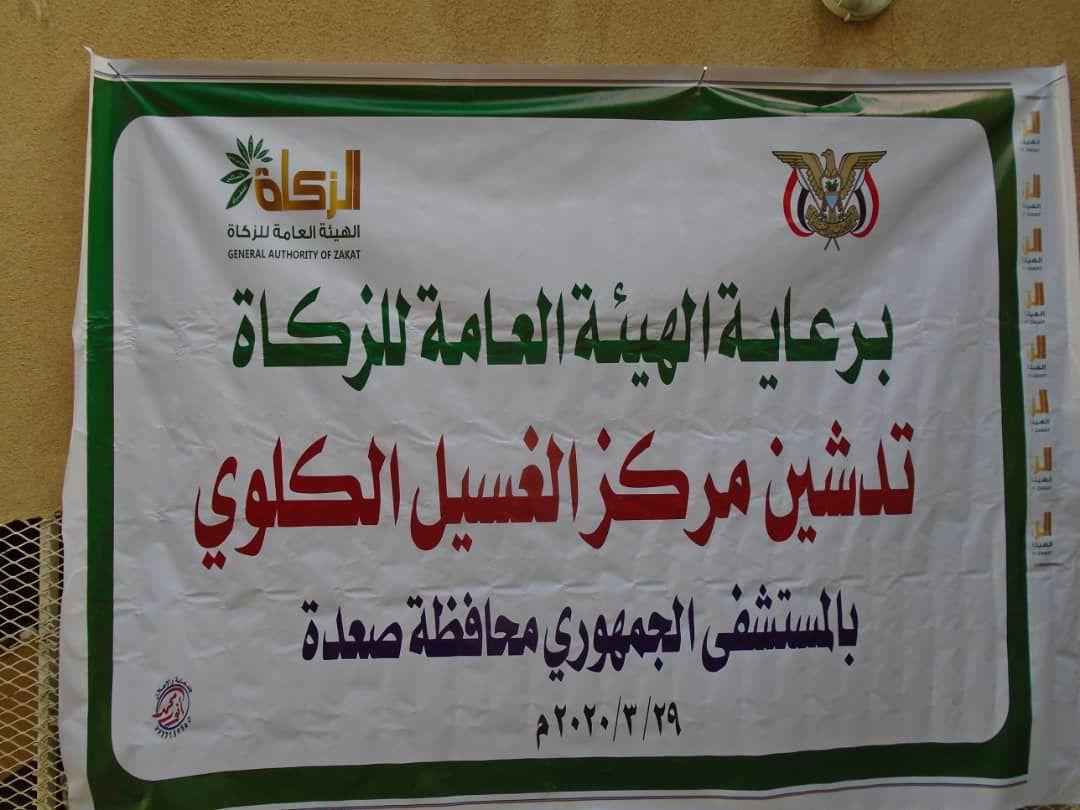 الزكاة
الهيئة العامة للزكاة
GENERAL AUTHORITY OF ZAKAT
برعاية الهيئة العامة للزكاة
تدشين مركز الغسيل الكلوي
بالمستشفى الجمهوري محافظة صعدة
٢٠٢٠/٣/٢٩م